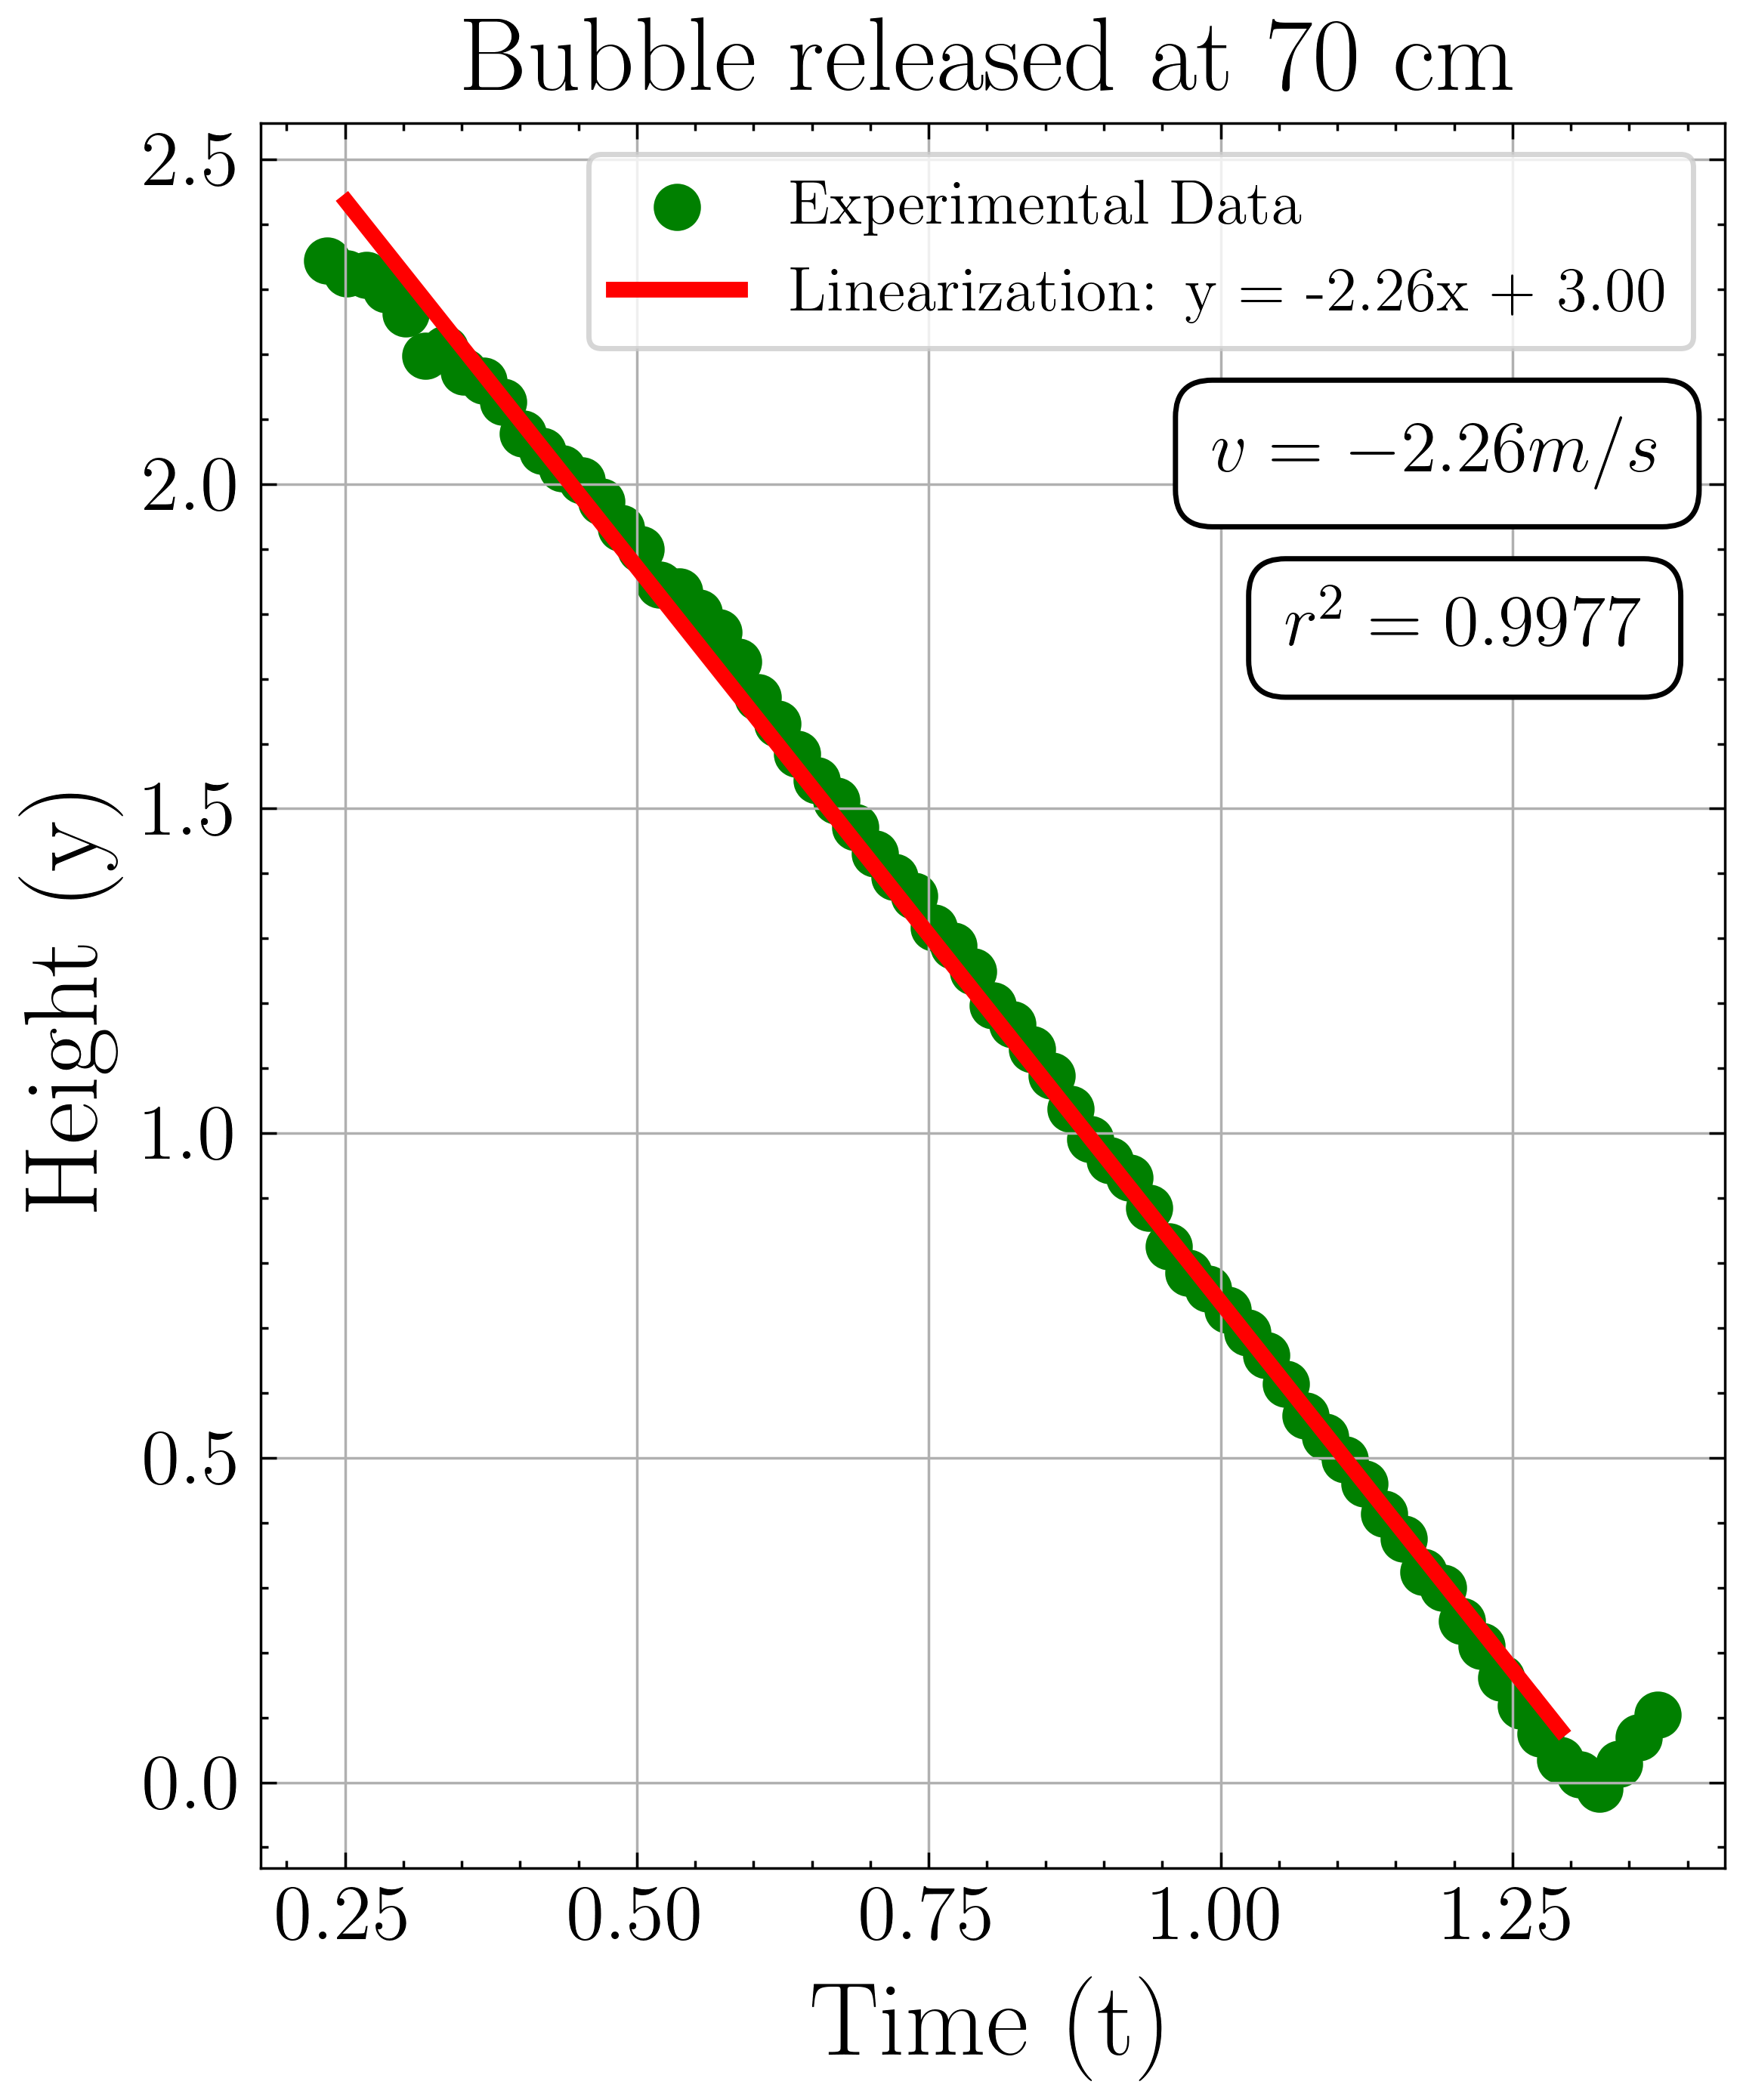 Bubble released at 70 cm
Experimental Data
Linearization: y = -2.26x + 3.00
v = −2.26m/s
r² = 0.9977
Height (y)
2.5
2.0
1.5
1.0
0.5
0.0
0.25 0.50 0.75 1.00 1.25
Time (t)